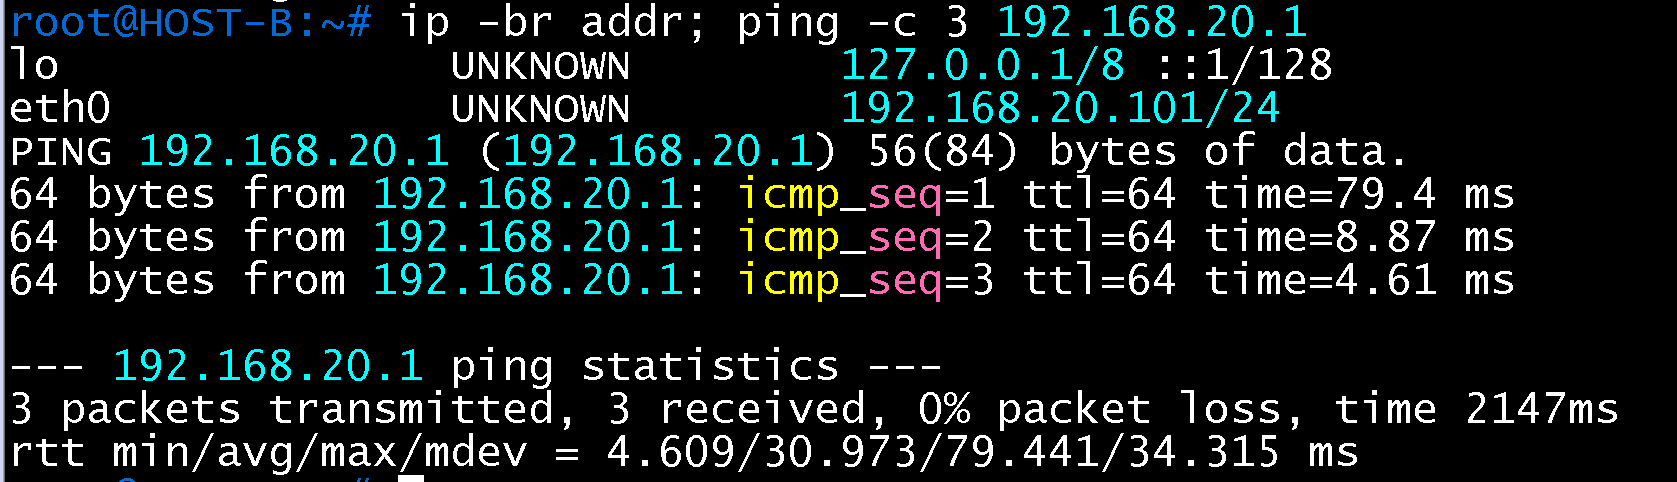 root@HOST-B:~# ip -br addr; ping -c 3 192.168.20.1
lo UNKNOWN 127.0.0.1/8 ::1/128
eth0 UNKNOWN 192.168.20.101/24
PING 192.168.20.1 (192.168.20.1) 56(84) bytes of data.
64 bytes from 192.168.20.1: icmp_seq=1 ttl=64 time=79.4 ms
64 bytes from 192.168.20.1: icmp_seq=2 ttl=64 time=8.87 ms
64 bytes from 192.168.20.1: icmp_seq=3 ttl=64 time=4.61 ms
--- 192.168.20.1 ping statistics ---
3 packets transmitted, 3 received, 0% packet loss, time 2147ms
rtt min/avg/max/mdev = 4.609/30.973/79.441/34.315 ms